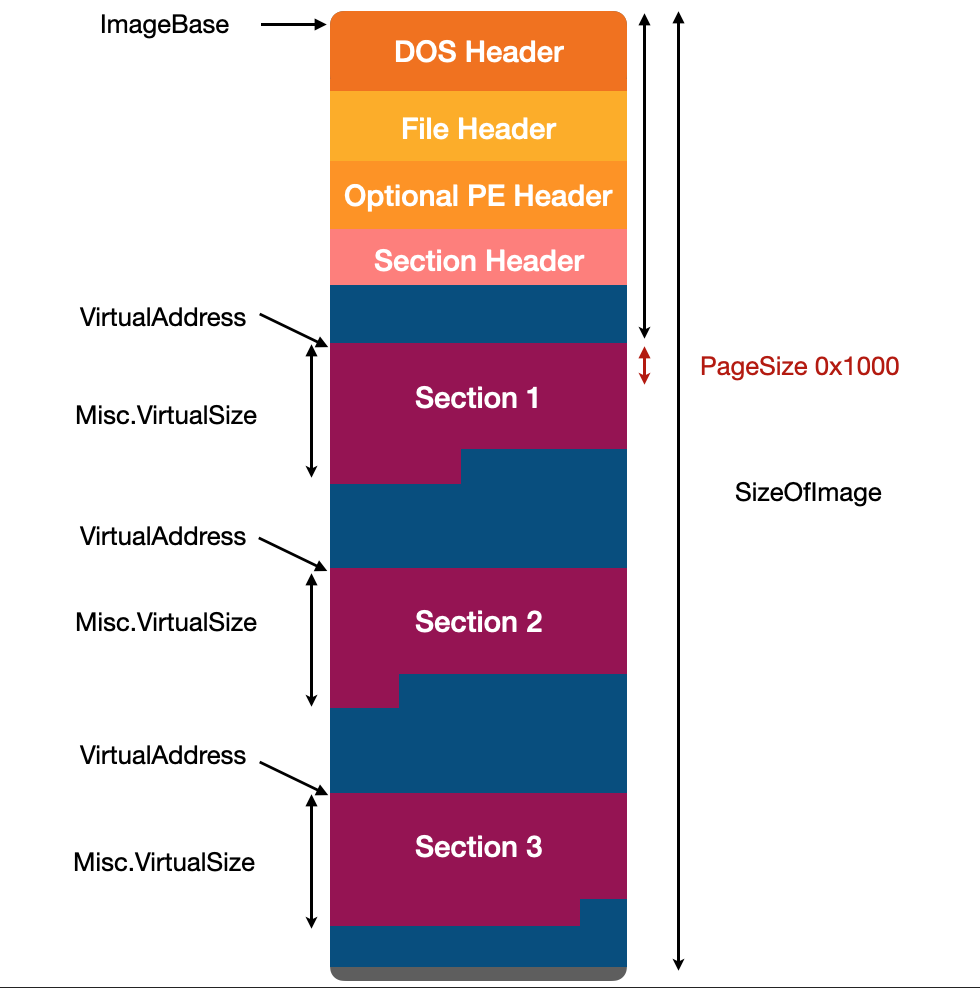 ImageBase
DOS Header
File Header
Optional PE Header
Section Header
VirtualAddress
PageSize 0x1000
Section 1
Misc.VirtualSize
SizeOfImage
VirtualAddress
Section 2
Misc.VirtualSize
VirtualAddress
Section 3
Misc.VirtualSize